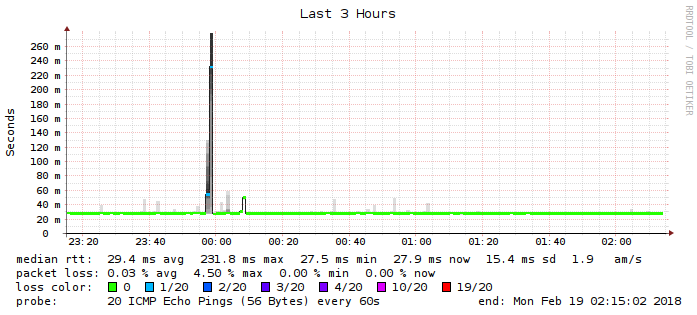 Last 3 Hours
RRDTOOL / TOBI OETIKER
Seconds
260 m
240 m
220 m
200 m
180 m
160 m
140 m
120 m
100 m
80 m
60 m
40 m
20 m
0
23:20 23:40 00:00 00:20 00:40 01:00 01:20 01:40 02:00
median rtt: 29.4 ms avg 231.8 ms max 27.5 ms min 27.9 ms now 15.4 ms sd 1.9 am/s
packet loss: 0.03 % avg 4.50 % max 0.00 % min 0.00 % now
loss color: 0 1/20 2/20 3/20 4/20 10/20 19/20
probe: 20 ICMP Echo Pings (56 Bytes) every 60s end: Mon Feb 19 02:15:02 2018